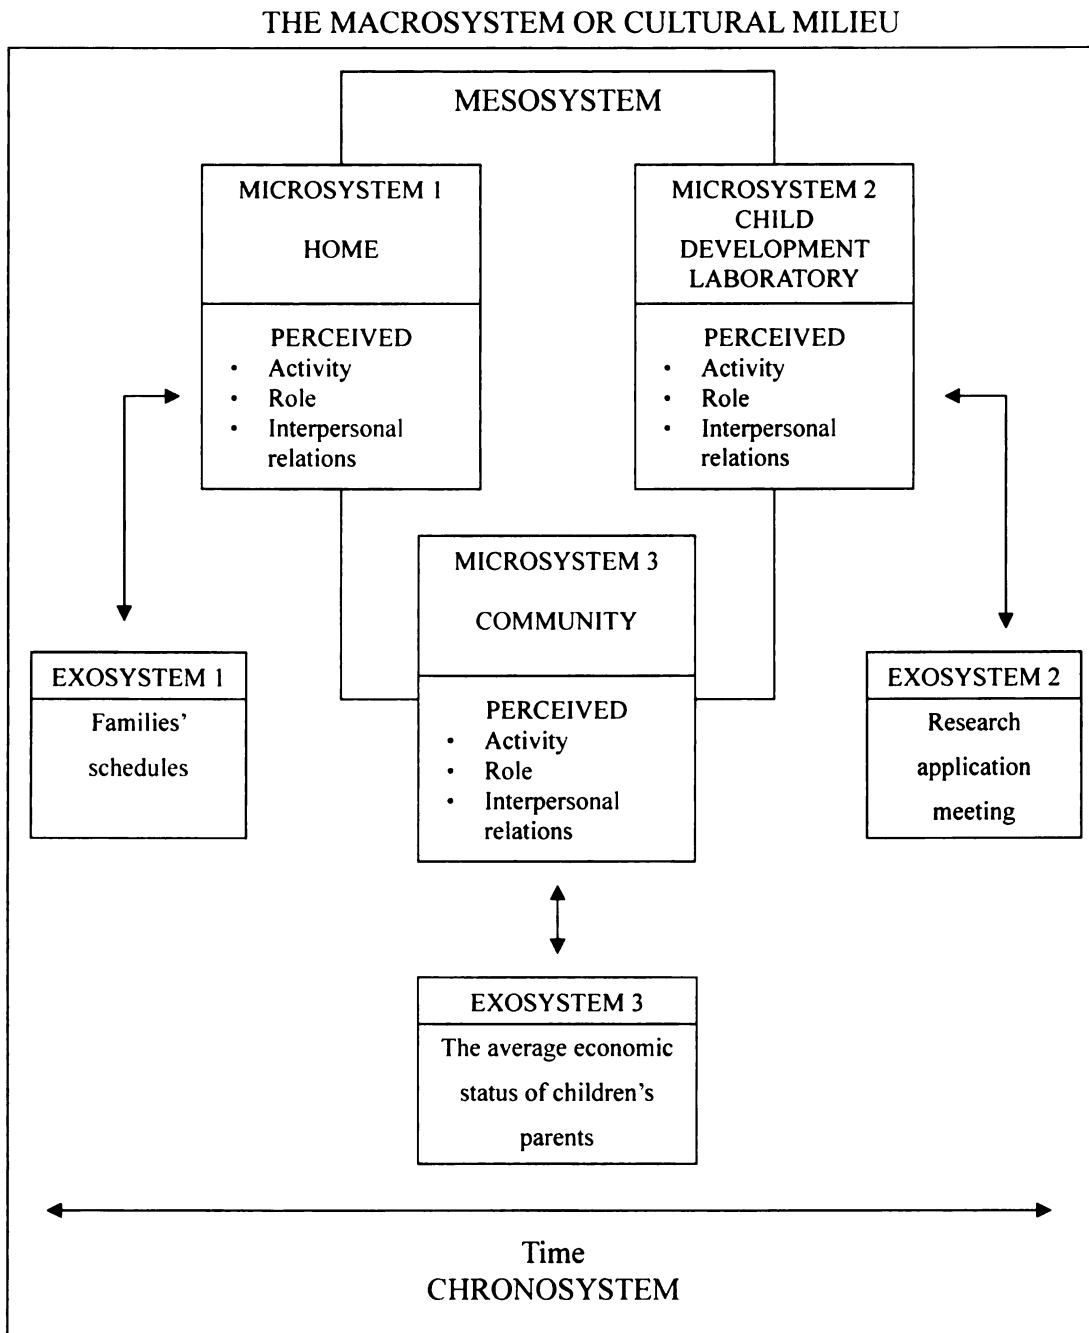 THE MACROSYSTEM OR CULTURAL MILIEU
MESOSYSTEM
MICROSYSTEM 1
HOME
PERCEIVED
• Activity
• Role
• Interpersonal
relations
MICROSYSTEM 2
CHILD
DEVELOPMENT
LABORATORY
PERCEIVED
• Activity
• Role
• Interpersonal
relations
MICROSYSTEM 3
COMMUNITY
PERCEIVED
• Activity
• Role
• Interpersonal
relations
EXOSYSTEM 1
Families’
schedules
EXOSYSTEM 2
Research
application
meeting
EXOSYSTEM 3
The average economic
status of children’s
parents
Time
CHRONOSYSTEM